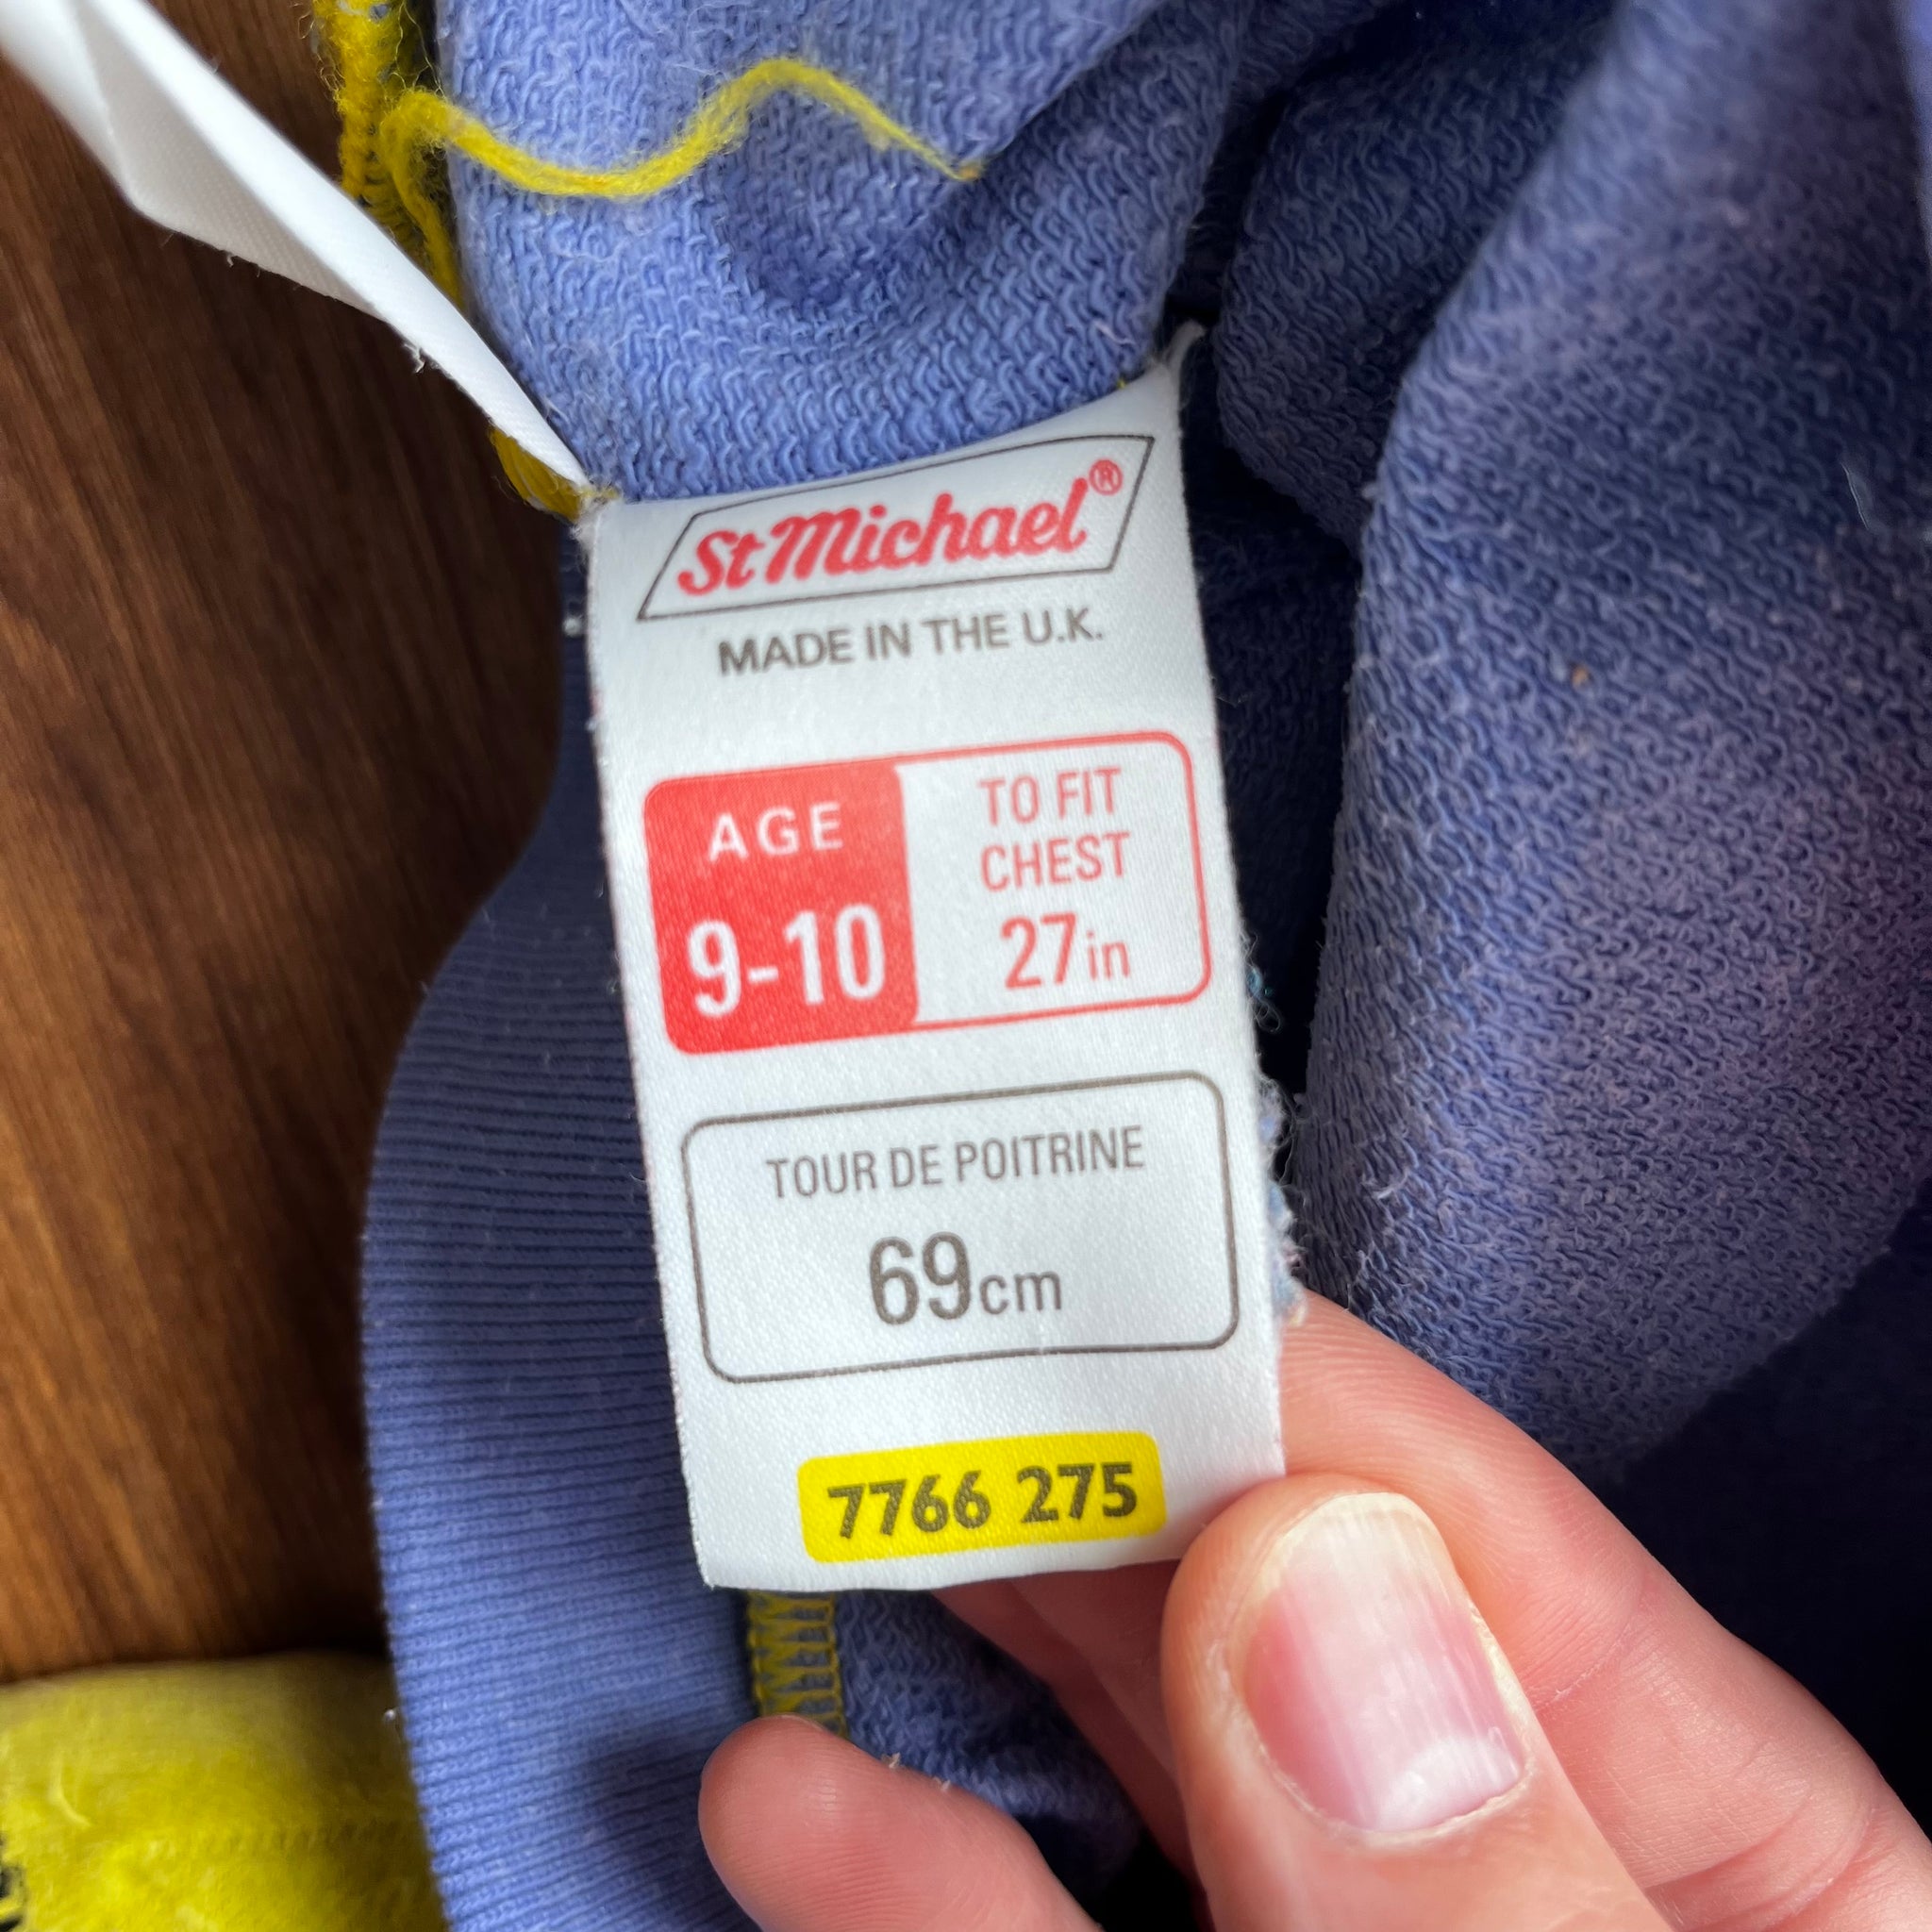 St Michael®
MADE IN THE U.K.
AGE
9-10
TO FIT
CHEST
27in
TOUR DE POITRINE
69cm
7766 275